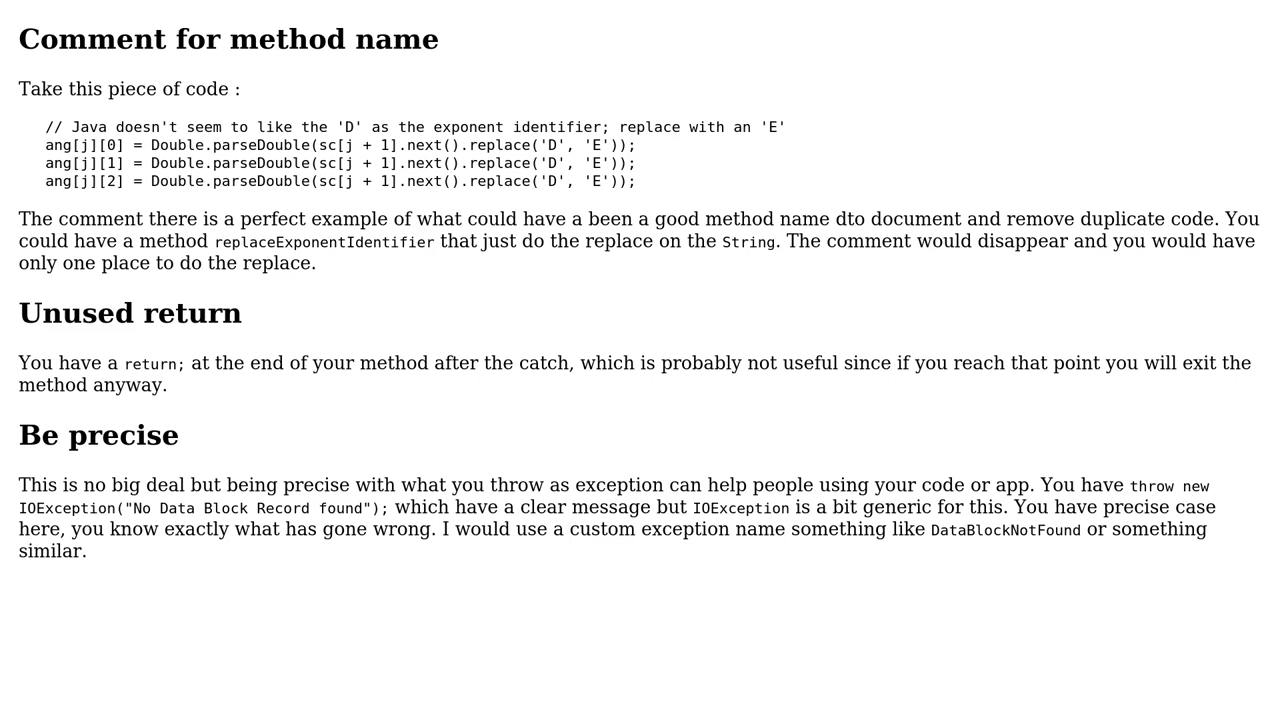 Comment for method name
Take this piece of code :
// Java doesn't seem to like the 'D' as the exponent identifier; replace with an 'E'
ang[j][0] = Double.parseDouble(sc[j + 1].next().replace('D', 'E'));
ang[j][1] = Double.parseDouble(sc[j + 1].next().replace('D', 'E'));
ang[j][2] = Double.parseDouble(sc[j + 1].next().replace('D', 'E'));
The comment there is a perfect example of what could have a been a good method name dto document and remove duplicate code. You
could have a method replaceExponentIdentifier that just do the replace on the String. The comment would disappear and you would have
only one place to do the replace.
Unused return
You have a return; at the end of your method after the catch, which is probably not useful since if you reach that point you will exit the
method anyway.
Be precise
This is no big deal but being precise with what you throw as exception can help people using your code or app. You have throw new
IOException("No Data Block Record found"); which have a clear message but IOException is a bit generic for this. You have precise case
here, you know exactly what has gone wrong. I would use a custom exception name something like DataBlockNotFound or something
similar.